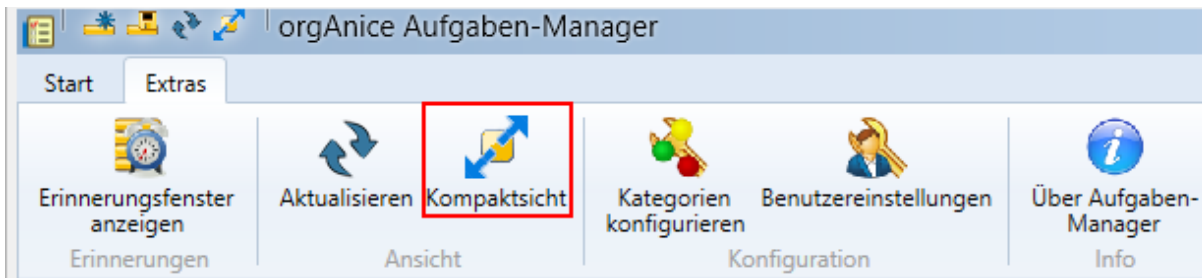 orgAnice Aufgaben-Manager
Start Extras
Erinnerungsfenster
anzeigen
Aktualisieren
Kompaktsicht
Kategorien
konfigurieren
Benutzereinstellungen
Über Aufgaben-
Manager
Erinnerungen
Ansicht
Konfiguration
Info